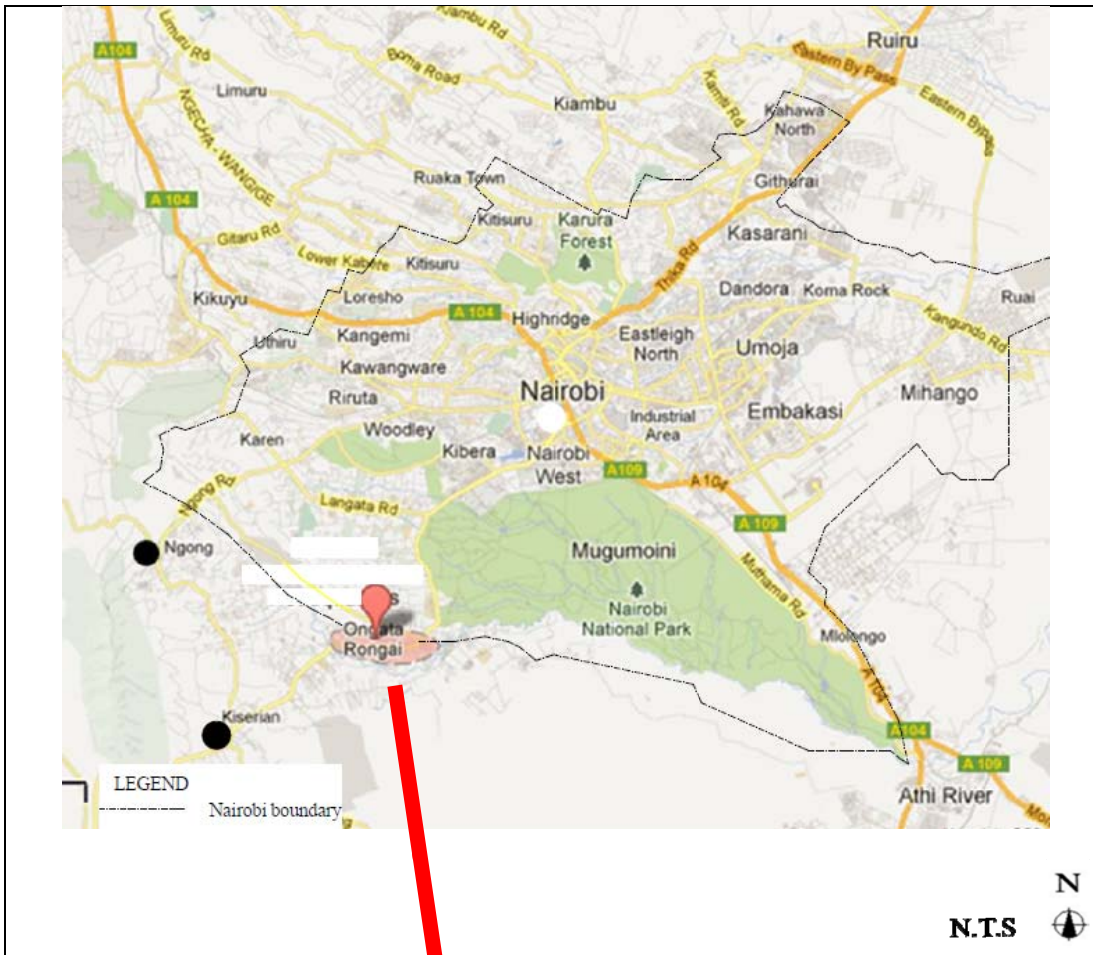 Kiambu Rd
Ruiru
A104
Limuru Rd
Boma Road
Eastern By Pass
Limuru
Kiambu
Kamiti Rd
Kahawa
North
Eastern Bypass
NGECHA - WANGIGE
Ruaka Town
Githurai
A 104
Kitisuru
Karura
Forest
Kasarani
Gitaru Rd
Lower Kabete
Kitisuru
Thika Rd
Dandora
Koma Rock
Ruai
Kikuyu
Loresho
A 104
Highridge
Kangundo Rd
Uthiru
Kangemi
Eastleigh
North
Umoja
Kawangware
Nairobi
Mihango
Riruta
Industrial
Area
Embakasi
Woodley
Karen
Kibera
Nairobi
West
A109
A 104
Ngong Rd
Langata Rd
A 109
Ngong
Mugumoini
Muthama Rd
Nairobi
National Park
s
Ongata
Rongai
Mlolongo
A 104
Kiserian
A104
A 109
LEGEND
Nairobi boundary
Athi River
N
N.T.S